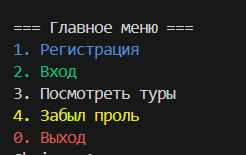 === Главное меню ===
1. Регистрация
2. Вход
3. Посмотреть туры
4. Забыл проль
0. Выход